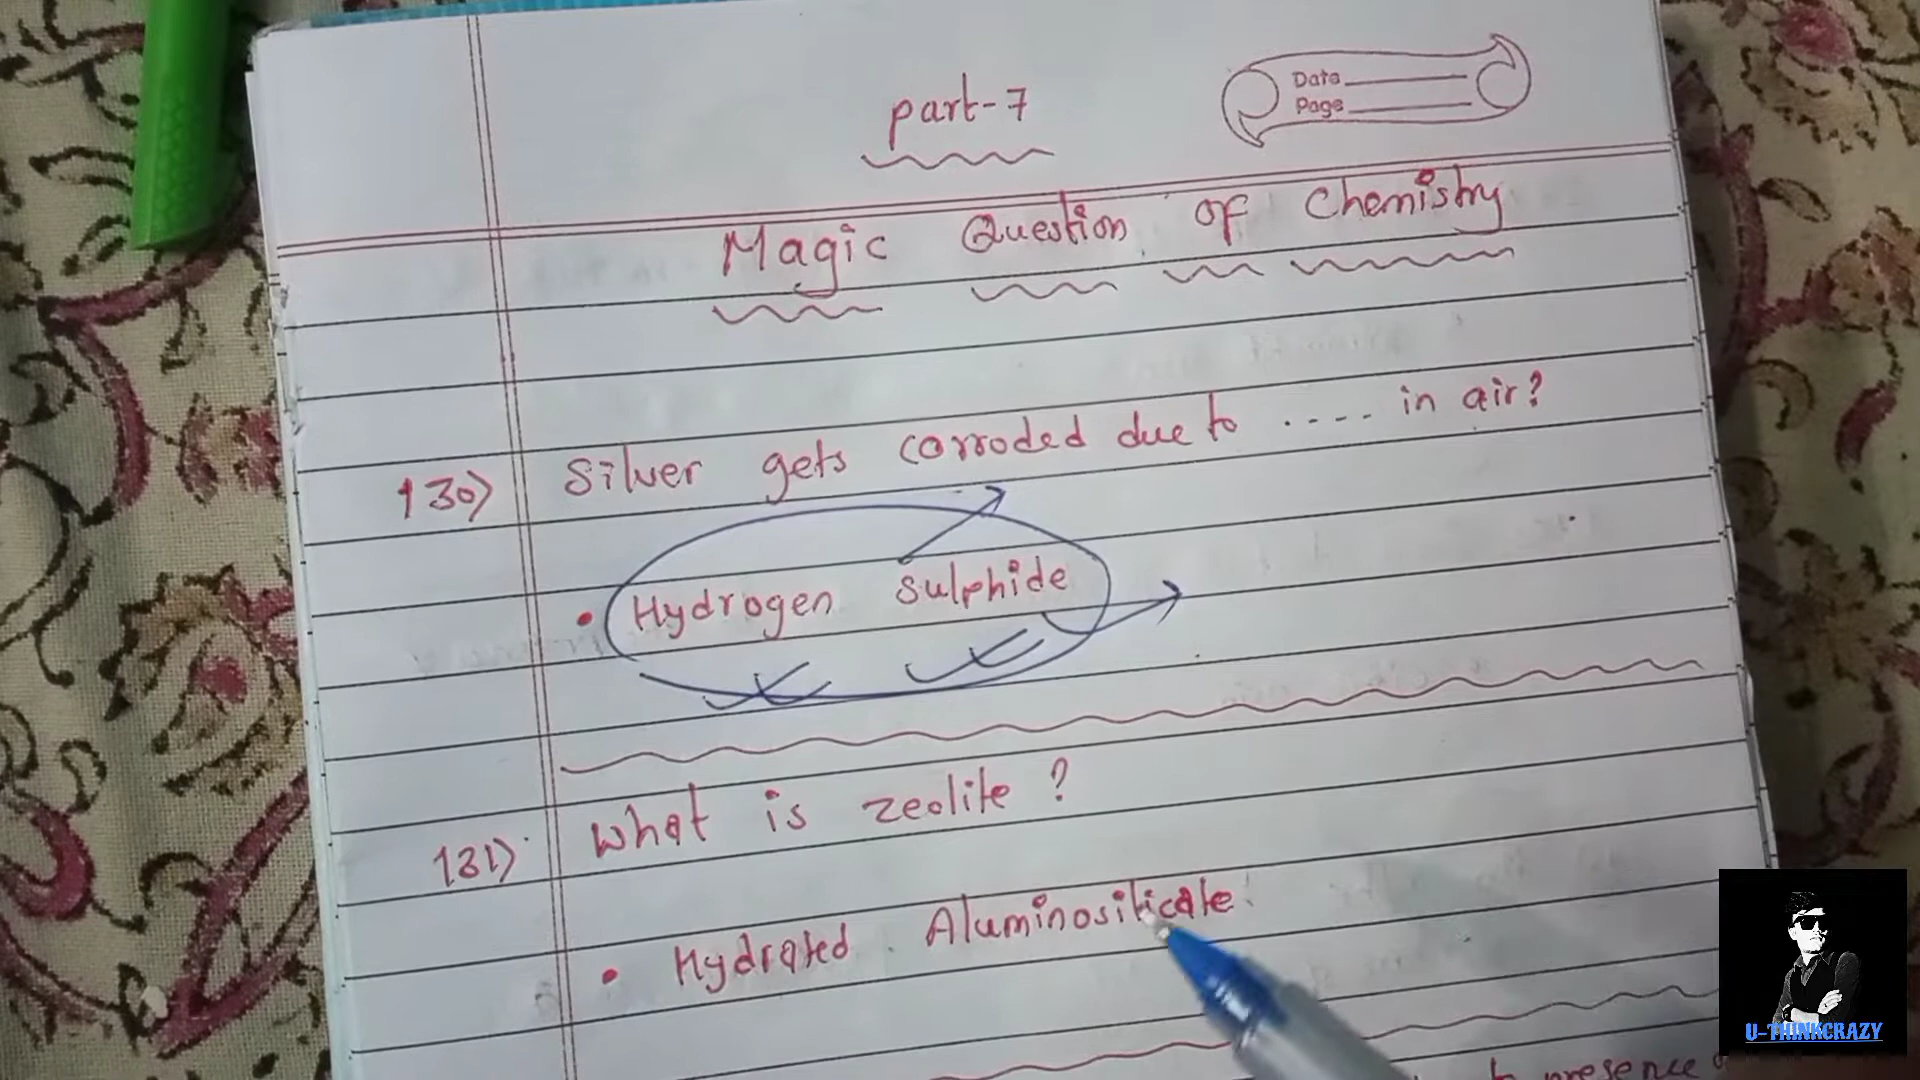 part-7
Date
Page
Magic Question of Chemistry
130) Silver gets corroded due to .... in air?
• Hydrogen Sulphide
131) What is zeolite ?
• Hydrated Aluminosilicate
presence
U-THINKCRAZY